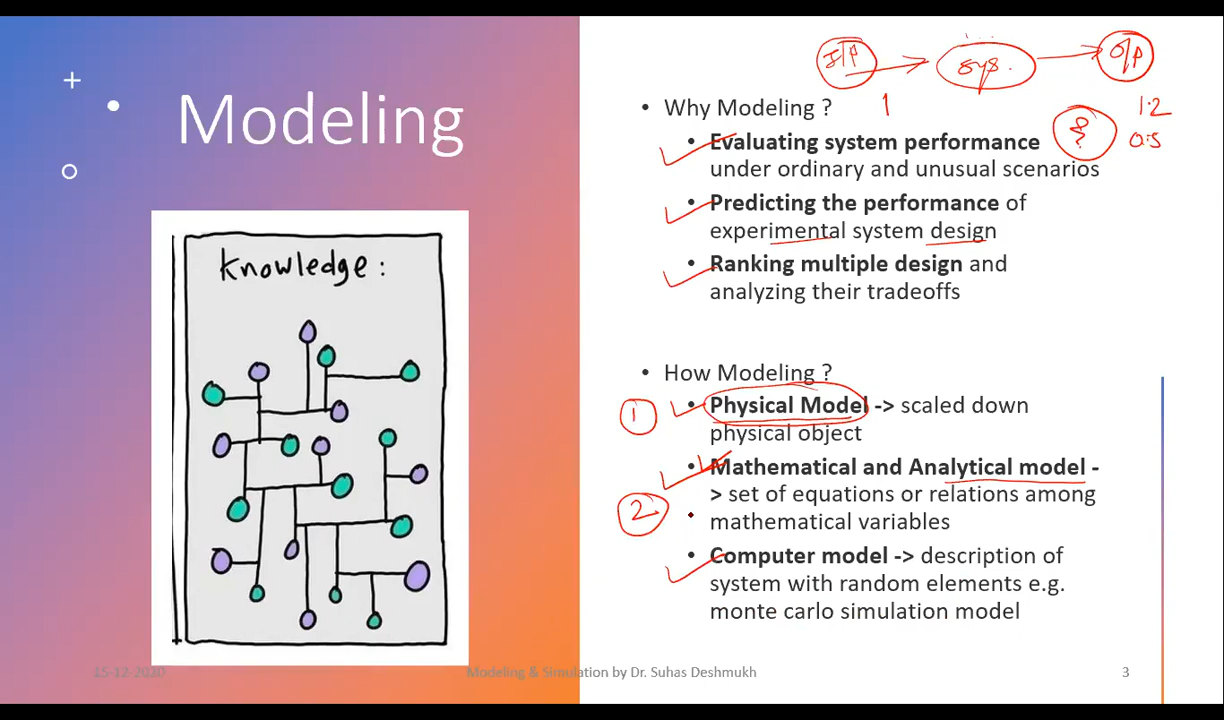 Modeling
knowledge:
I/P
sys.
O/P
1
1.2
0.5
• Why Modeling ?
• Evaluating system performance
under ordinary and unusual scenarios
• Predicting the performance of
experimental system design
• Ranking multiple design and
analyzing their tradeoffs
• How Modeling ?
1
• Physical Model -> scaled down
physical object
• Mathematical and Analytical model -
> set of equations or relations among
2
mathematical variables
• Computer model -> description of
system with random elements e.g.
monte carlo simulation model
15-12-2020
Modeling & Simulation by Dr. Suhas Deshmukh
3